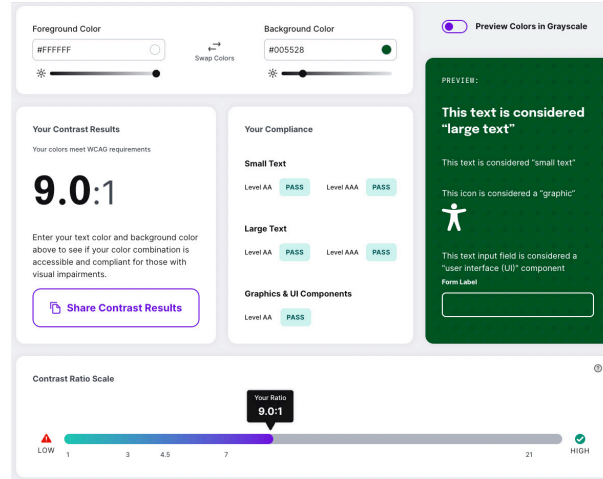 Foreground Color
#FFFFFF
Swap Colors
Background Color
#005528
Preview Colors in Grayscale
Your Contrast Results
Your colors meet WCAG requirements
9.0:1
Enter your text color and background color
above to see if your color combination is
accessible and compliant for those with
visual impairments.
Share Contrast Results
Your Compliance
Small Text
Level AA PASS Level AAA PASS
Large Text
Level AA PASS Level AAA PASS
Graphics & UI Components
Level AA PASS
PREVIEW:
This text is considered
“large text”
This text is considered “small text”
This icon is considered a “graphic”
This text input field is considered a
“user interface (UI)” component
Form Label
Contrast Ratio Scale
Your Ratio
9.0:1
LOW 1 3 4.5 7 21 HIGH